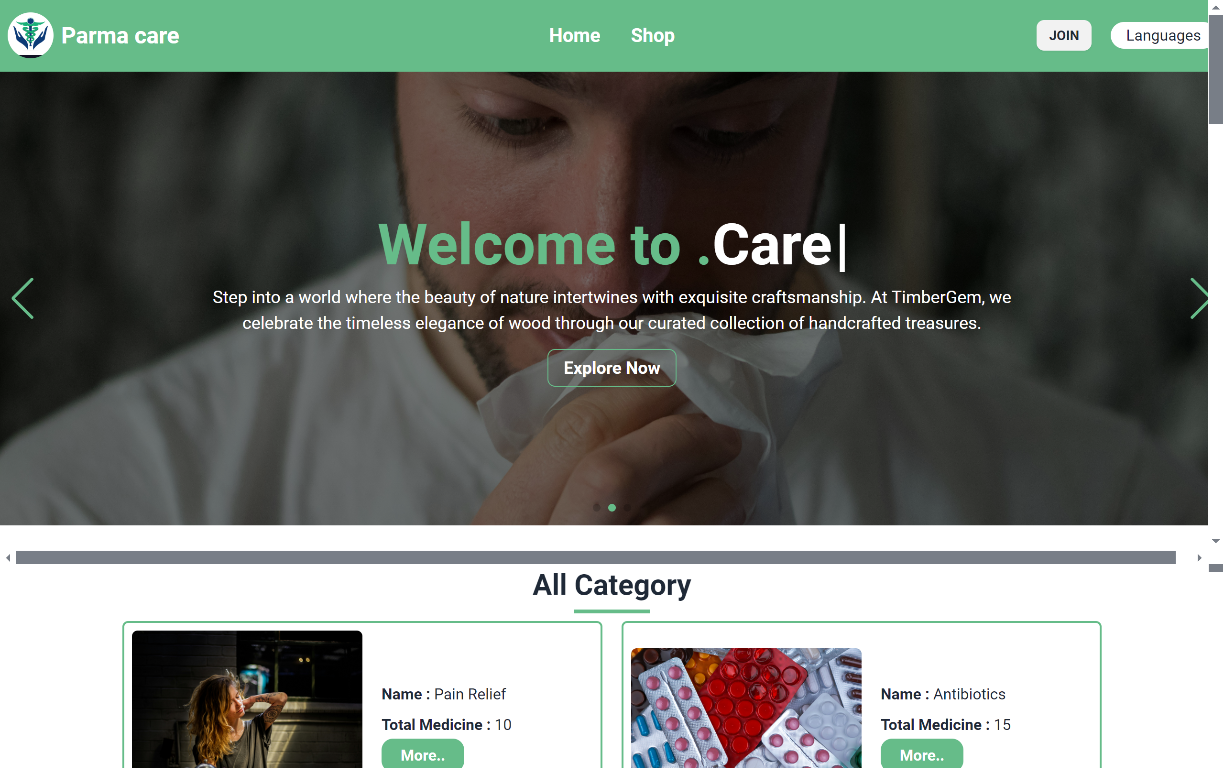 Parma care
Home
Shop
JOIN
Languages
Welcome to .Care|
Step into a world where the beauty of nature intertwines with exquisite craftsmanship. At TimberGem, we
celebrate the timeless elegance of wood through our curated collection of handcrafted treasures.
Explore Now
All Category
Name : Pain Relief
Total Medicine : 10
More..
Name : Antibiotics
Total Medicine : 15
More..